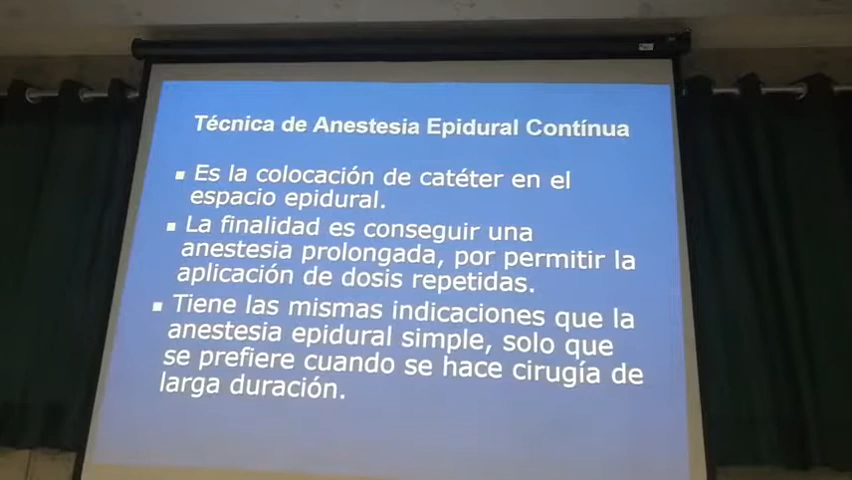 Técnica de Anestesia Epidural Contínua
▪ Es la colocación de catéter en el
espacio epidural.
▪ La finalidad es conseguir una
anestesia prolongada, por permitir la
aplicación de dosis repetidas.
▪ Tiene las mismas indicaciones que la
anestesia epidural simple, solo que
se prefiere cuando se hace cirugía de
larga duración.